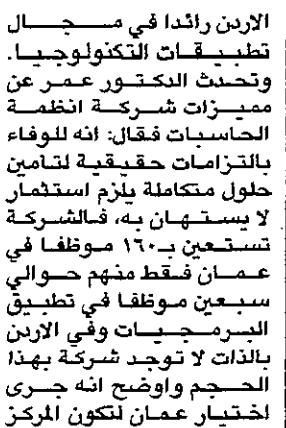 الاردن رائدا في مجال
تطبيقات التكنولوجيا.
وتحدث الدكتور عمر عن
مميزات شركة انظمة
الحاسبات فقال: انه للوفاء
بالتزامات حقيقية لتامين
حلول متكاملة يلزم استثمار
لا يستهان به، فالشركة
تستعين بـ١٦٠ موظفا في
عمان فقط منهم حوالي
سبعين موظفا في تطبيق
البرمجيات وفي الاردن
بالذات لا توجد شركة بهذا
الحجم واوضح انه جرى
اختيار عمان لتكون المركز